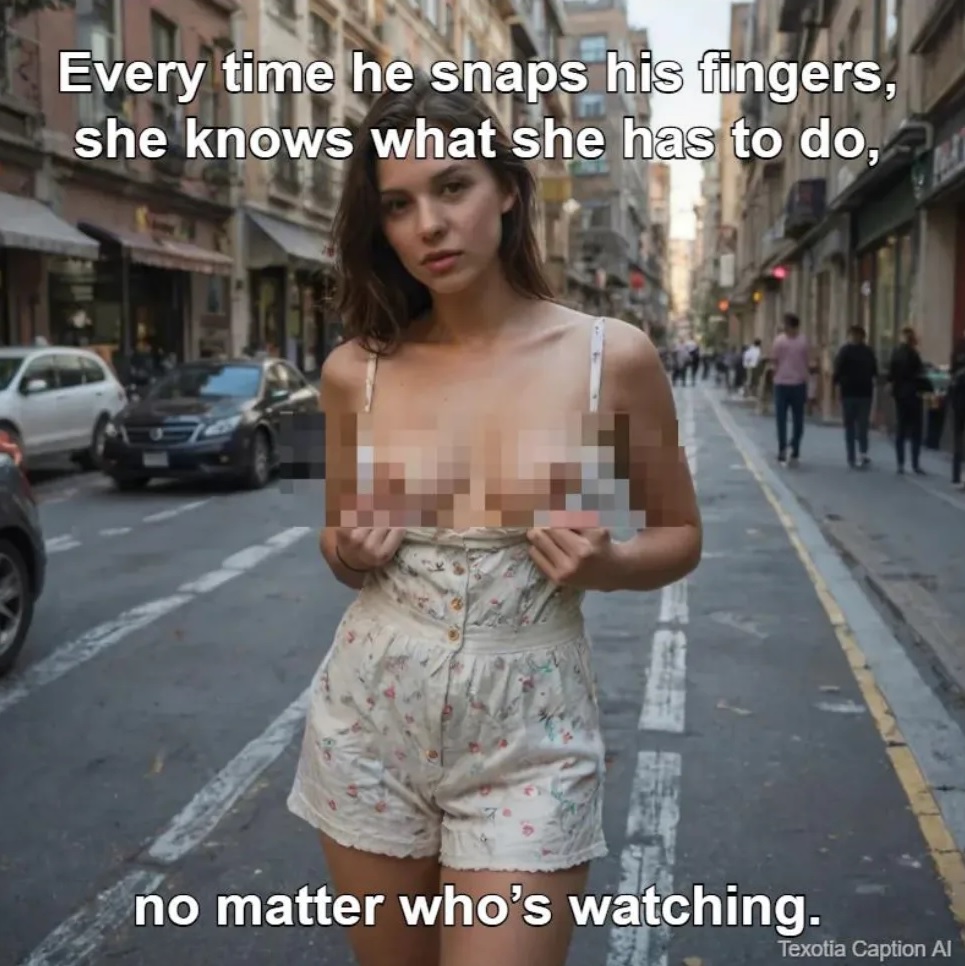 Every time he snaps his fingers,
she knows what she has to do,
no matter who’s watching.
Texotia Caption AI